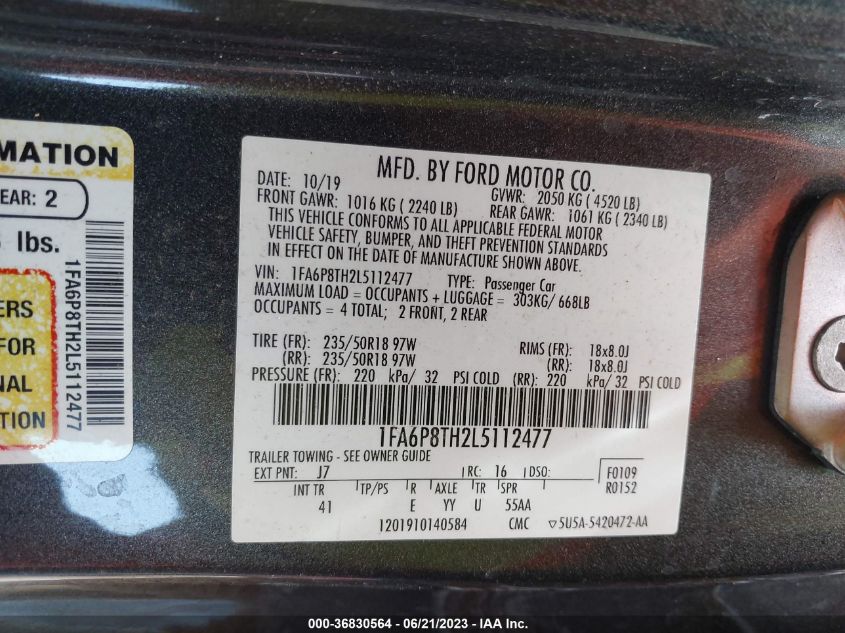 MATION
EAR: 2
lbs.
ERS
FOR
NAL
TION
1FA6P8TH2L5112477
MFD. BY FORD MOTOR CO.
DATE: 10/19 GVWR: 2050 KG ( 4520 LB)
FRONT GAWR: 1016 KG ( 2240 LB) REAR GAWR: 1061 KG ( 2340 LB)
THIS VEHICLE CONFORMS TO ALL APPLICABLE FEDERAL MOTOR
VEHICLE SAFETY, BUMPER, AND THEFT PREVENTION STANDARDS
IN EFFECT ON THE DATE OF MANUFACTURE SHOWN ABOVE.
VIN: 1FA6P8TH2L5112477 TYPE: Passenger Car
MAXIMUM LOAD = OCCUPANTS + LUGGAGE = 303KG/ 668LB
OCCUPANTS = 4 TOTAL; 2 FRONT, 2 REAR
TIRE (FR): 235/50R18 97W RIMS (FR): 18x8.0J
(RR): 235/50R18 97W (RR): 18x8.0J
PRESSURE (FR): 220 kPa/ 32 PSI COLD (RR): 220 kPa/ 32 PSI COLD
1FA6P8TH2L5112477
TRAILER TOWING - SEE OWNER GUIDE
EXT PNT: J7 RC: 16 DSO: F0109
INT TR TP/PS R AXLE TR SPR R0152
41 E YY U 55AA
1201910140584 CMC 5U5A-5420472-AA
000-36830564 - 06/21/2023 - IAA Inc.